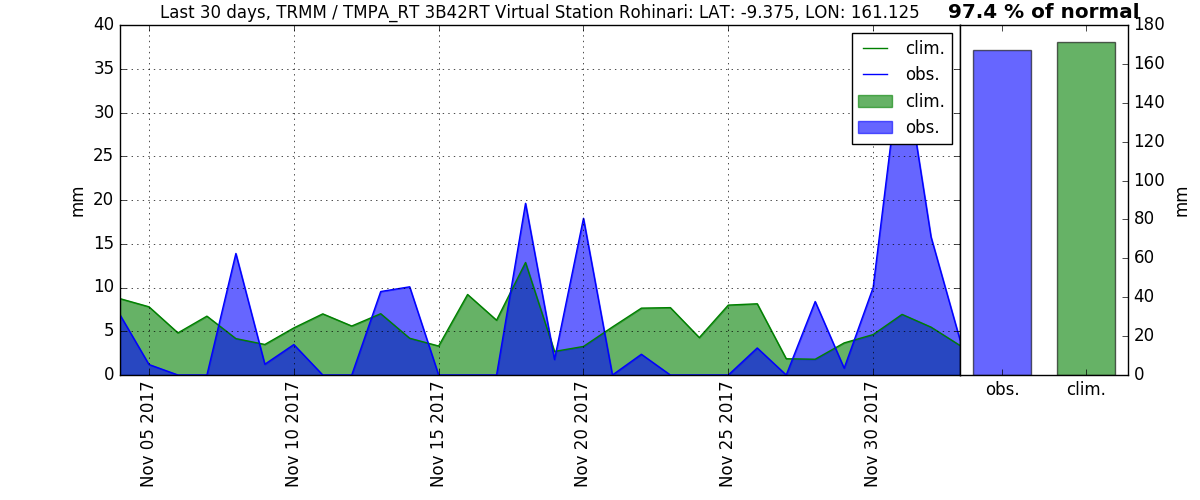 Last 30 days, TRMM / TMPA_RT 3B42RT Virtual Station Rohinari: LAT: -9.375, LON: 161.125
97.4 % of normal
40
35
30
25
20
15
10
5
0
mm
clim.
obs.
clim.
obs.
180
160
140
120
100
80
60
40
20
0
mm
Nov 05 2017
Nov 10 2017
Nov 15 2017
Nov 20 2017
Nov 25 2017
Nov 30 2017
obs.
clim.